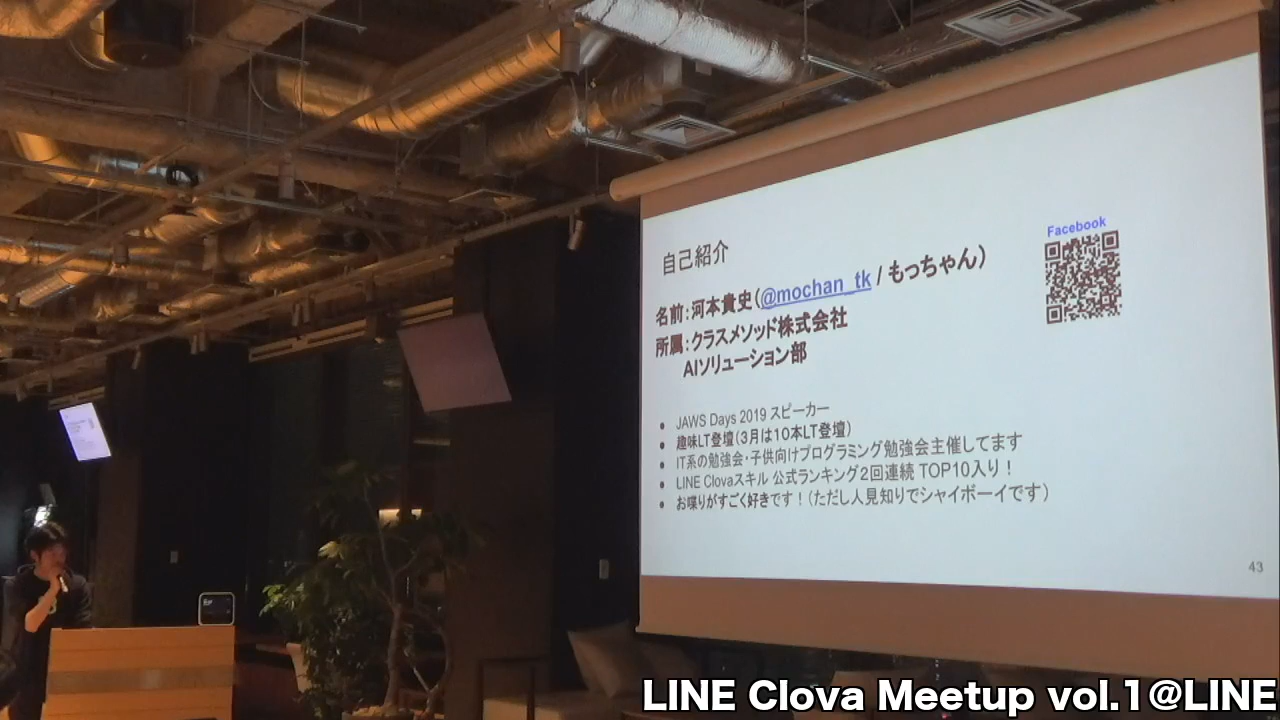 自己紹介
Facebook
名前：河本貴史（@mochan_tk / もっちゃん）
所属：クラスメソッド株式会社
AIソリューション部
● JAWS Days 2019 スピーカー
● 趣味LT登壇（3月は10本LT登壇）
● IT系の勉強会・子供向けプログラミング勉強会主催してます
● LINE Clovaスキル 公式ランキング2回連続 TOP10入り！
● お喋りがすごく好きです！（ただし人見知りでシャイボーイです）
43
LINE Clova Meetup vol.1@LINE